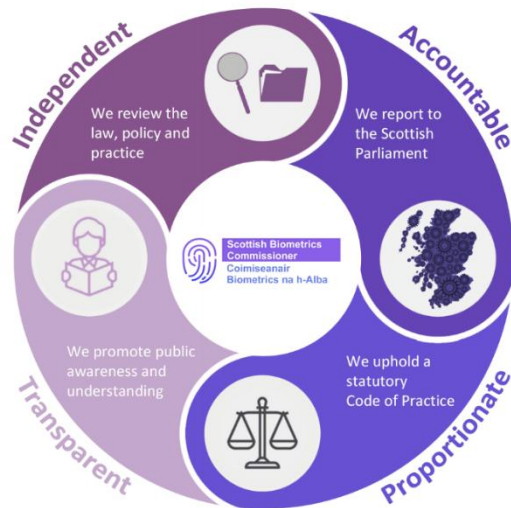 Independent
We review the
law, policy and
practice
Accountable
We report to
the Scottish
Parliament
Scottish Biometrics
Commissioner
Coimiseanair
Biometrics na h-Alba
Transparent
We promote public
awareness and
understanding
Proportionate
We uphold a
statutory
Code of Practice